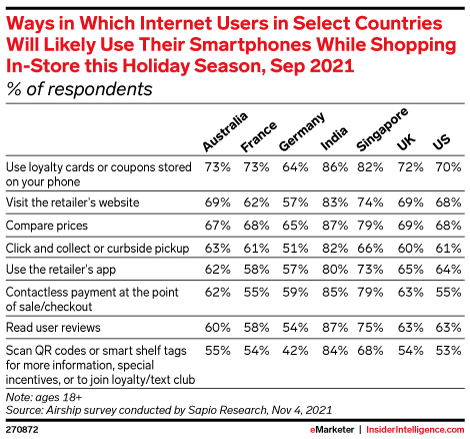 Ways in Which Internet Users in Select Countries
Will Likely Use Their Smartphones While Shopping
In-Store this Holiday Season, Sep 2021
% of respondents
Australia France Germany India Singapore UK US
Use loyalty cards or coupons stored 73% 73% 64% 86% 82% 72% 70%
on your phone
Visit the retailer's website 69% 62% 57% 83% 74% 69% 68%
Compare prices 67% 68% 65% 87% 79% 69% 68%
Click and collect or curbside pickup 63% 61% 51% 82% 66% 60% 61%
Use the retailer's app 62% 58% 57% 80% 73% 65% 64%
Contactless payment at the point 62% 55% 59% 85% 79% 63% 55%
of sale/checkout
Read user reviews 60% 58% 54% 87% 75% 63% 63%
Scan QR codes or smart shelf tags 55% 54% 42% 84% 68% 54% 53%
for more information, special
incentives, or to join loyalty/text club
Note: ages 18+
Source: Airship survey conducted by Sapio Research, Nov 4, 2021
270872 eMarketer | InsiderIntelligence.com